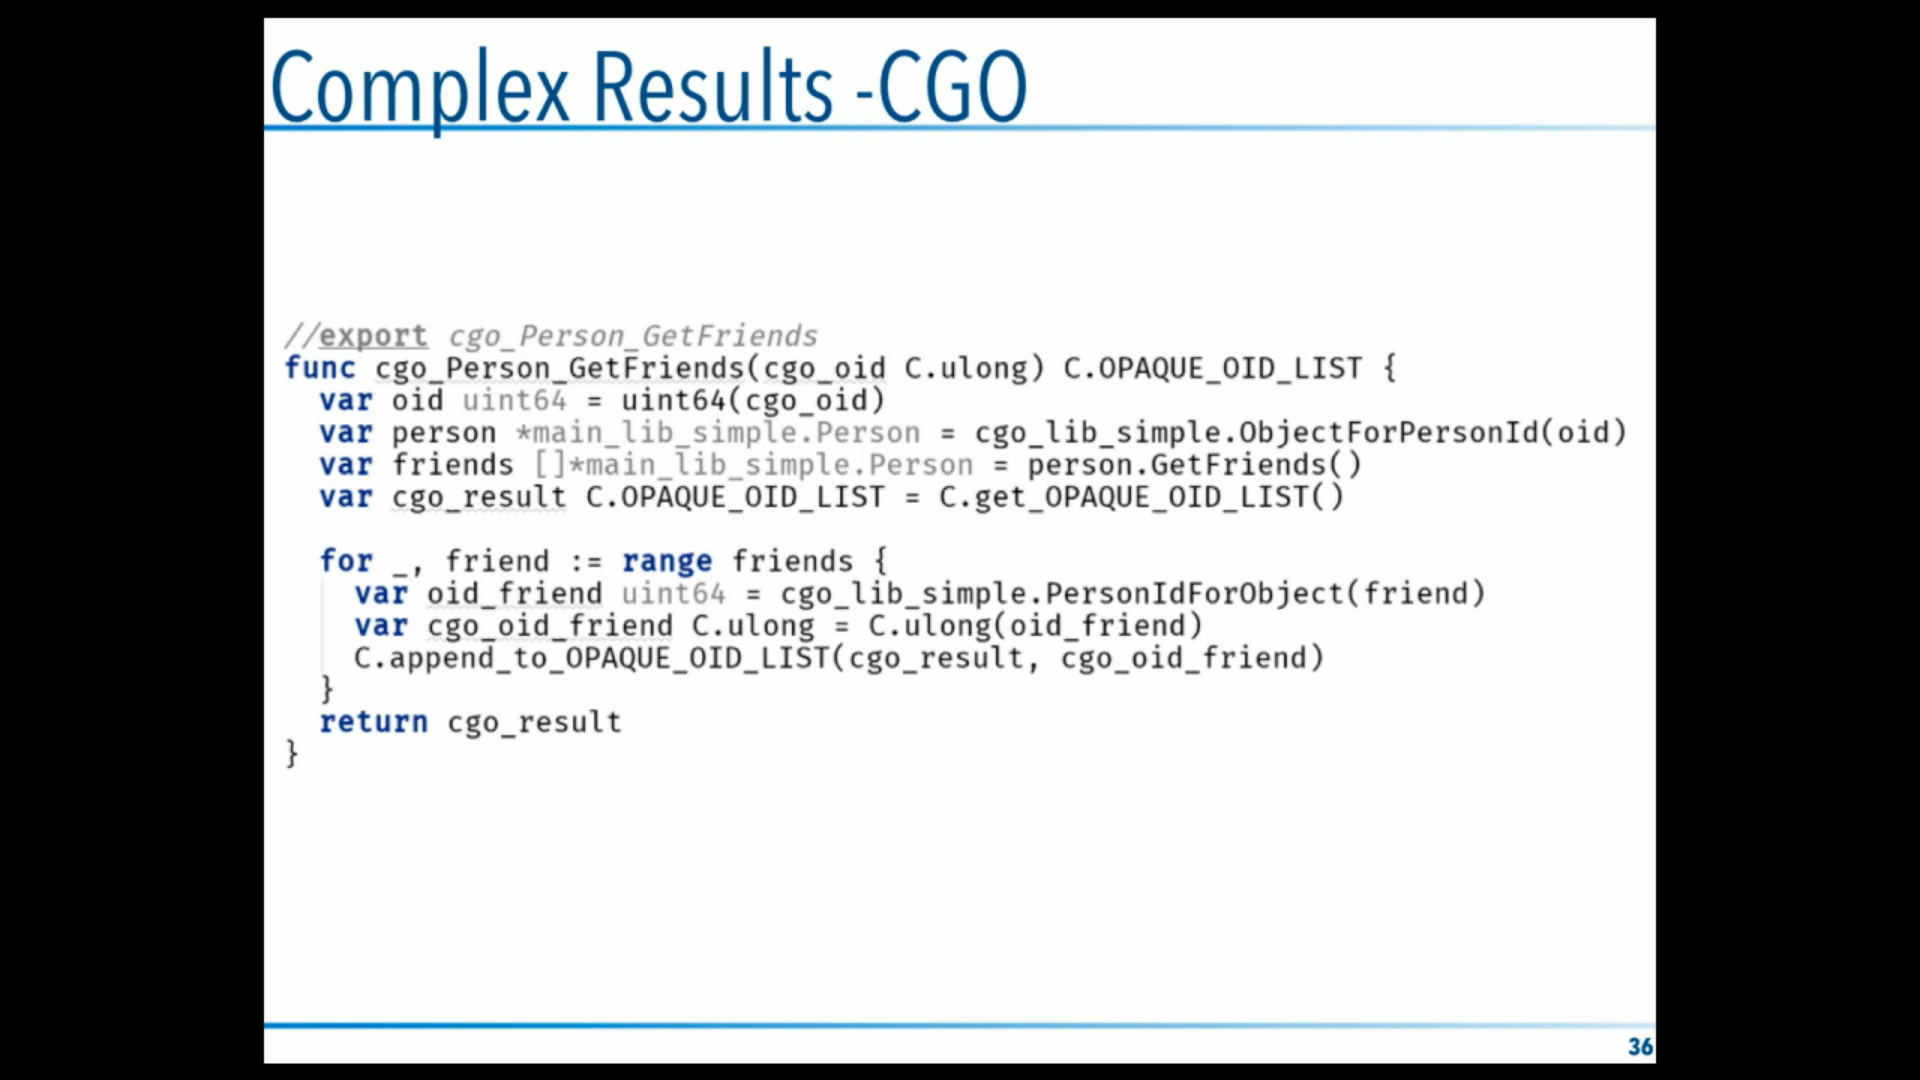 Complex Results -CGO
//export cgo_Person_GetFriends
func cgo_Person_GetFriends(cgo_oid C.ulong) C.OPAQUE_OID_LIST {
  var oid uint64 = uint64(cgo_oid)
  var person *main_lib_simple.Person = cgo_lib_simple.ObjectForPersonId(oid)
  var friends []*main_lib_simple.Person = person.GetFriends()
  var cgo_result C.OPAQUE_OID_LIST = C.get_OPAQUE_OID_LIST()
  for _, friend := range friends {
    var oid_friend uint64 = cgo_lib_simple.PersonIdForObject(friend)
    var cgo_oid_friend C.ulong = C.ulong(oid_friend)
    C.append_to_OPAQUE_OID_LIST(cgo_result, cgo_oid_friend)
  }
  return cgo_result
}
36